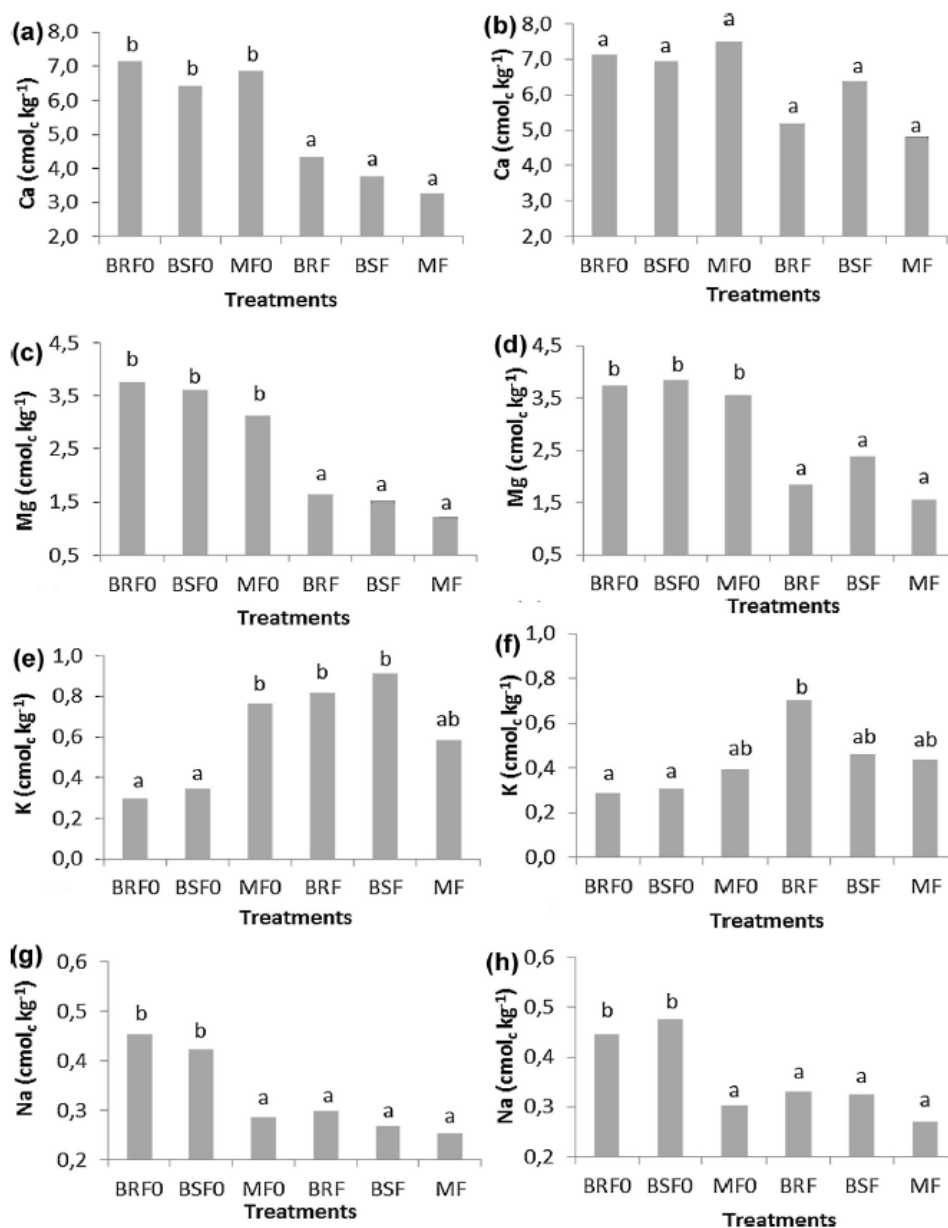 (a)
8,0
7,0
6,0
5,0
4,0
3,0
2,0
Ca (cmolc kg-1)
b
b
b
a
a
a
BRF0 BSF0 MF0 BRF BSF MF
Treatments
(b)
8,0
7,0
6,0
5,0
4,0
3,0
2,0
Ca (cmolc kg-1)
a
a
a
a
a
a
BRF0 BSF0 MF0 BRF BSF MF
Treatments
(c)
4,5
3,5
2,5
1,5
0,5
Mg (cmolc kg-1)
b
b
b
a
a
a
BRF0 BSF0 MF0 BRF BSF MF
Treatments
(d)
4,5
3,5
2,5
1,5
0,5
Mg (cmolc kg-1)
b
b
b
a
a
a
BRF0 BSF0 MF0 BRF BSF MF
Treatments
(e)
1,0
0,8
0,6
0,4
0,2
0,0
K (cmolc kg-1)
a
a
b
b
b
ab
BRF0 BSF0 MF0 BRF BSF MF
Treatments
(f)
1,0
0,8
0,6
0,4
0,2
0,0
K (cmolc kg-1)
a
a
ab
b
ab
ab
BRF0 BSF0 MF0 BRF BSF MF
Treatments
(g)
0,6
0,5
0,4
0,3
0,2
Na (cmolc kg-1)
b
b
a
a
a
a
BRF0 BSF0 MF0 BRF BSF MF
Treatments
(h)
0,6
0,5
0,4
0,3
0,2
Na (cmolc kg-1)
b
b
a
a
a
a
BRF0 BSF0 MF0 BRF BSF MF
Treatments